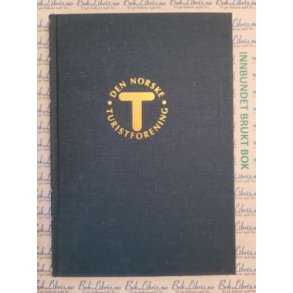 DEN NORSKE
T
TURISTFORENING
INNBUNDET BRUKT BOK
Bok-Libris.no